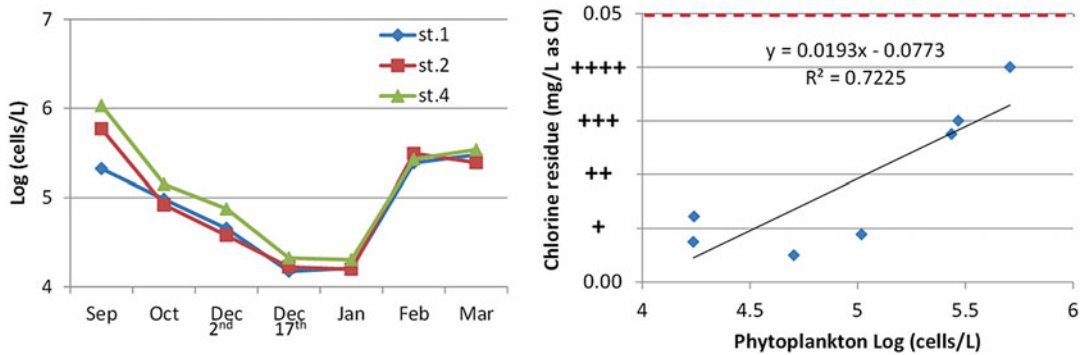 7
6
5
4
Log (cells/L)
st.1
st.2
st.4
Sep
Oct
Dec 2nd
Dec 17th
Jan
Feb
Mar
0.05
++++
+++
++
+
0.00
Chlorine residue (mg/L as Cl)
y = 0.0193x - 0.0773
R² = 0.7225
4
4.5
5
5.5
6
Phytoplankton Log (cells/L)